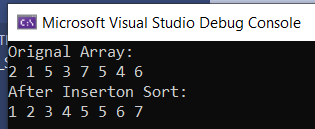 Microsoft Visual Studio Debug Console
Orignal Array:
2 1 5 3 7 5 4 6
After Inserton Sort:
1 2 3 4 5 5 6 7